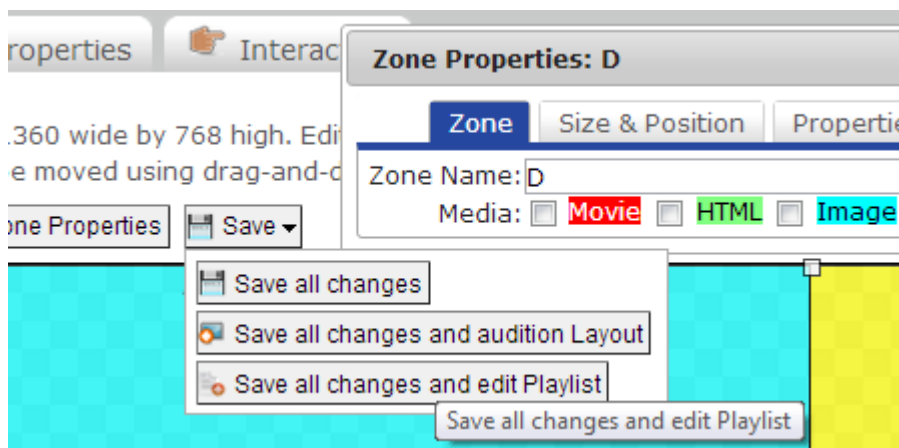 roperties
Interac
Zone Properties: D
Zone
Size & Position
Properti
360 wide by 768 high. Edi
e moved using drag-and-d
Zone Name: D
Media: Movie HTML Image
one Properties
Save
Save all changes
Save all changes and audition Layout
Save all changes and edit Playlist
Save all changes and edit Playlist